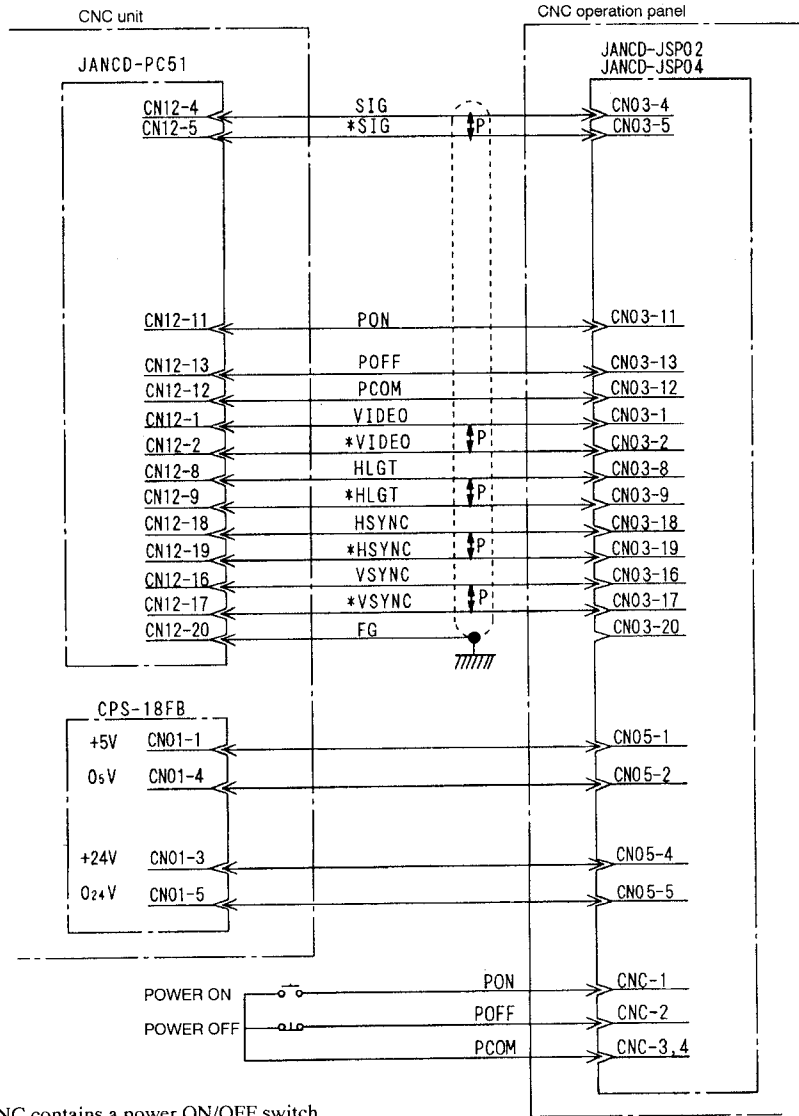 CNC unit
CNC operation panel
JANCD-PC51
JANCD-JSP02
JANCD-JSP04
CN12-4 SIG CN03-4
CN12-5 *SIG P CN03-5
CN12-11 PON CN03-11
CN12-13 POFF CN03-13
CN12-12 PCOM CN03-12
CN12-1 VIDEO CN03-1
CN12-2 *VIDEO P CN03-2
CN12-8 HLGT CN03-8
CN12-9 *HLGT P CN03-9
CN12-18 HSYNC CN03-18
CN12-19 *HSYNC P CN03-19
CN12-16 VSYNC CN03-16
CN12-17 *VSYNC P CN03-17
CN12-20 FG CN03-20
CPS-18FB
+5V CN01-1 CN05-1
05V CN01-4 CN05-2
+24V CN01-3 CN05-4
024V CN01-5 CN05-5
POWER ON PON CNC-1
POWER OFF POFF CNC-2
PCOM CNC-3,4
NC contains a power ON/OFF switch